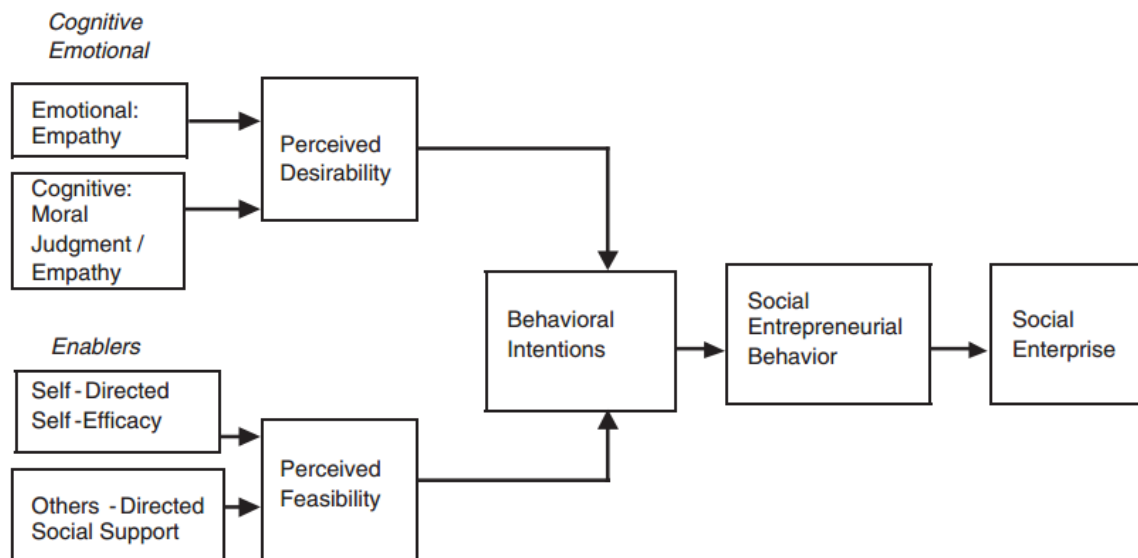 Cognitive
Emotional
Emotional:
Empathy
Cognitive:
Moral
Judgment /
Empathy
Perceived
Desirability
Enablers
Self-Directed
Self-Efficacy
Others - Directed
Social Support
Perceived
Feasibility
Behavioral
Intentions
Social
Entrepreneurial
Behavior
Social
Enterprise